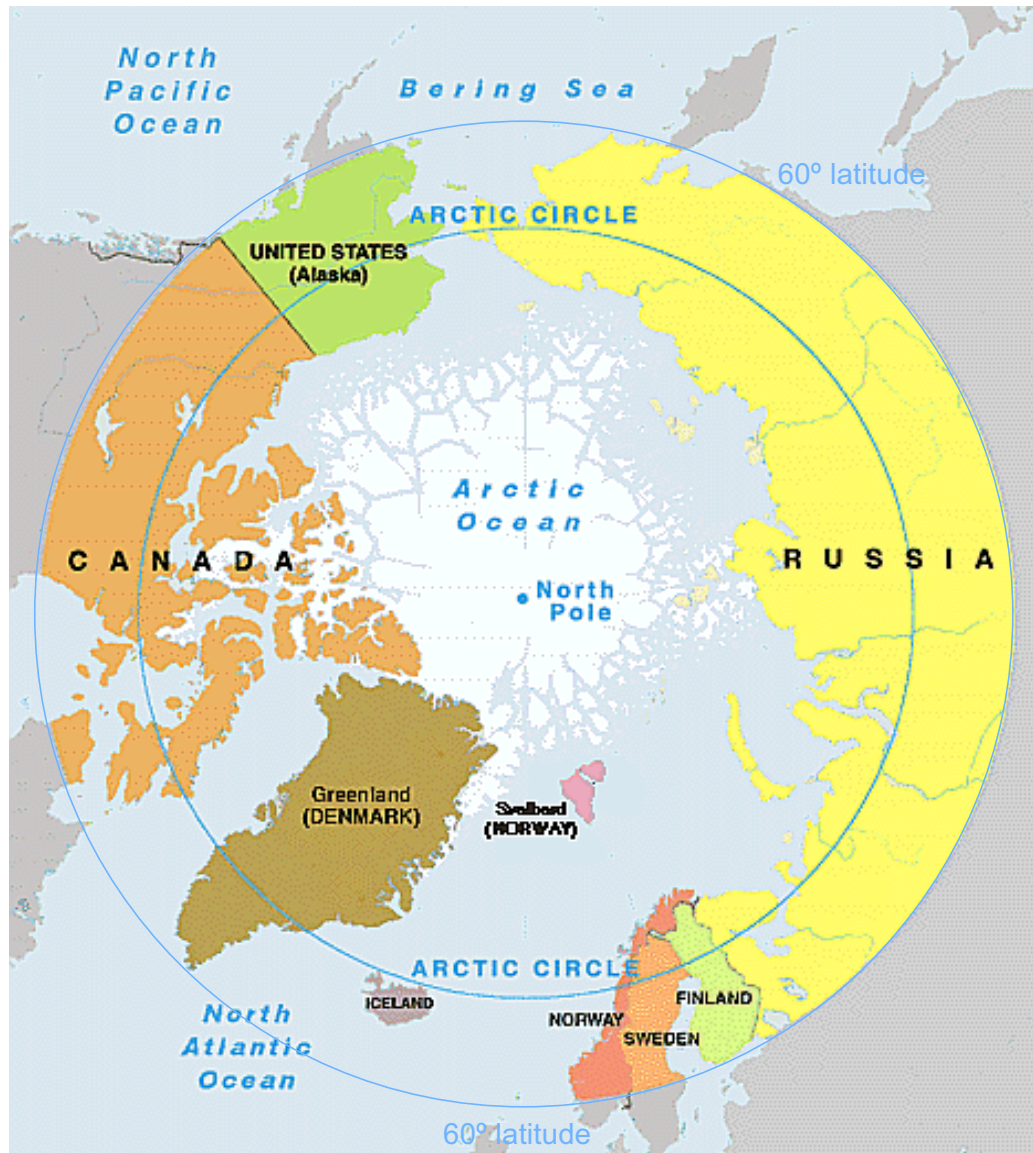 North
Pacific
Ocean
Bering Sea
60º latitude
ARCTIC CIRCLE
UNITED STATES
(Alaska)
Arctic
Ocean
CANADA
RUSSIA
North
Pole
Greenland
(DENMARK)
Svalbard
(NORWAY)
ARCTIC CIRCLE
ICELAND
NORWAY
FINLAND
SWEDEN
North
Atlantic
Ocean
60º latitude